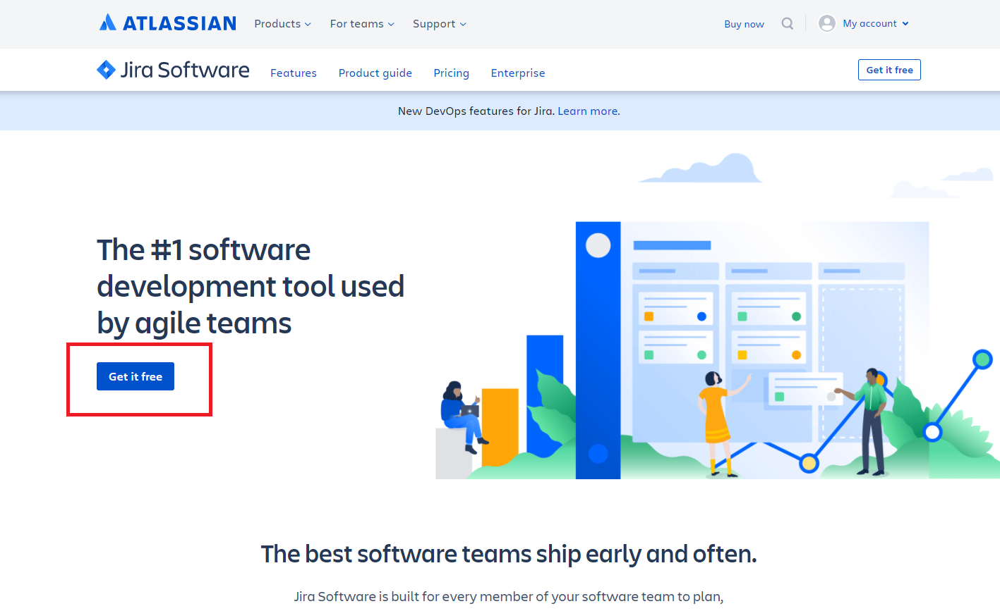 ATLASSIAN Products For teams Support Buy now My account
Jira Software Features Product guide Pricing Enterprise Get it free
New DevOps features for Jira. Learn more.
The #1 software
development tool used
by agile teams
Get it free
The best software teams ship early and often.
Jira Software is built for every member of your software team to plan,